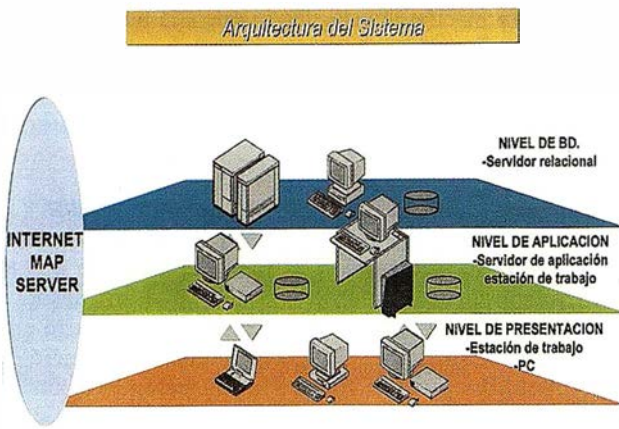 Arquitectura del Sistema
NIVEL DE BD.
-Servidor relacional
INTERNET
MAP
SERVER
NIVEL DE APLICACION
-Servidor de aplicación
estación de trabajo
NIVEL DE PRESENTACION
-Estación de trabajo
-PC